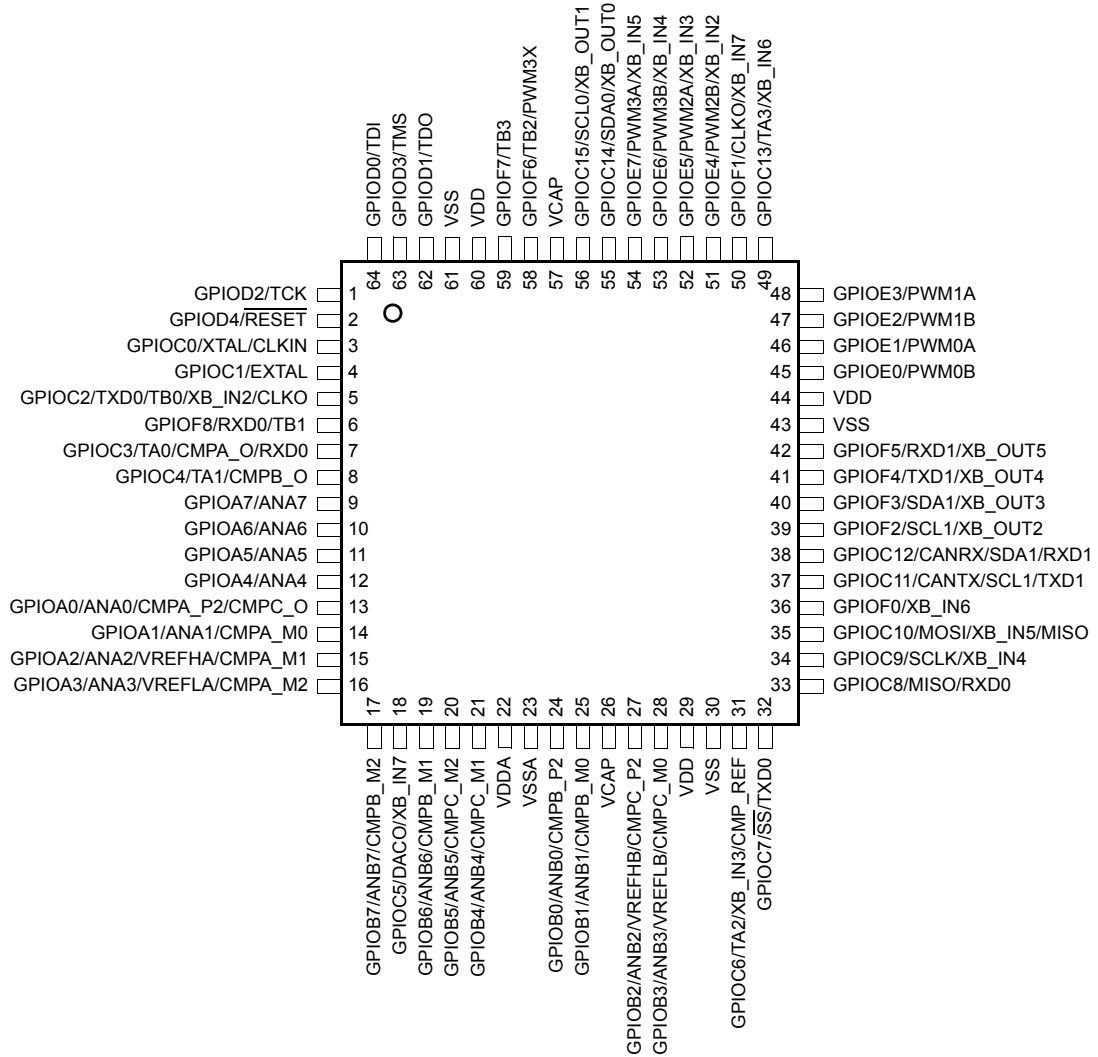 GPIOD0/TDI
GPIOD3/TMS
GPIOD1/TDO
VSS
VDD
GPIOF7/TB3
GPIOF6/TB2/PWM3X
VCAP
GPIOC15/SCL0/XB_OUT1
GPIOC14/SDA0/XB_OUT0
GPIOE7/PWM3A/XB_IN5
GPIOE6/PWM3B/XB_IN4
GPIOE5/PWM2A/XB_IN3
GPIOE4/PWM2B/XB_IN2
GPIOF1/CLKO/XB_IN7
GPIOC13/TA3/XB_IN6
64
63
62
61
60
59
58
57
56
55
54
53
52
51
50
49
GPIOD2/TCK 1
GPIOD4/RESET 2
GPIOC0/XTAL/CLKIN 3
GPIOC1/EXTAL 4
GPIOC2/TXD0/TB0/XB_IN2/CLKO 5
GPIOF8/RXD0/TB1 6
GPIOC3/TA0/CMPA_O/RXD0 7
GPIOC4/TA1/CMPB_O 8
GPIOA7/ANA7 9
GPIOA6/ANA6 10
GPIOA5/ANA5 11
GPIOA4/ANA4 12
GPIOA0/ANA0/CMPA_P2/CMPC_O 13
GPIOA1/ANA1/CMPA_M0 14
GPIOA2/ANA2/VREFHA/CMPA_M1 15
GPIOA3/ANA3/VREFLA/CMPA_M2 16
48 GPIOE3/PWM1A
47 GPIOE2/PWM1B
46 GPIOE1/PWM0A
45 GPIOE0/PWM0B
44 VDD
43 VSS
42 GPIOF5/RXD1/XB_OUT5
41 GPIOF4/TXD1/XB_OUT4
40 GPIOF3/SDA1/XB_OUT3
39 GPIOF2/SCL1/XB_OUT2
38 GPIOC12/CANRX/SDA1/RXD1
37 GPIOC11/CANTX/SCL1/TXD1
36 GPIOF0/XB_IN6
35 GPIOC10/MOSI/XB_IN5/MISO
34 GPIOC9/SCLK/XB_IN4
33 GPIOC8/MISO/RXD0
17
18
19
20
21
22
23
24
25
26
27
28
29
30
31
32
GPIOB7/ANB7/CMPB_M2
GPIOC5/DACO/XB_IN7
GPIOB6/ANB6/CMPB_M1
GPIOB5/ANB5/CMPC_M2
GPIOB4/ANB4/CMPC_M1
VDDA
VSSA
GPIOB0/ANB0/CMPB_P2
GPIOB1/ANB1/CMPB_M0
VCAP
GPIOB2/ANB2/VREFHB/CMPC_P2
GPIOB3/ANB3/VREFLB/CMPC_M0
VDD
VSS
GPIOC6/TA2/XB_IN3/CMP_REF
GPIOC7/SS/TXD0